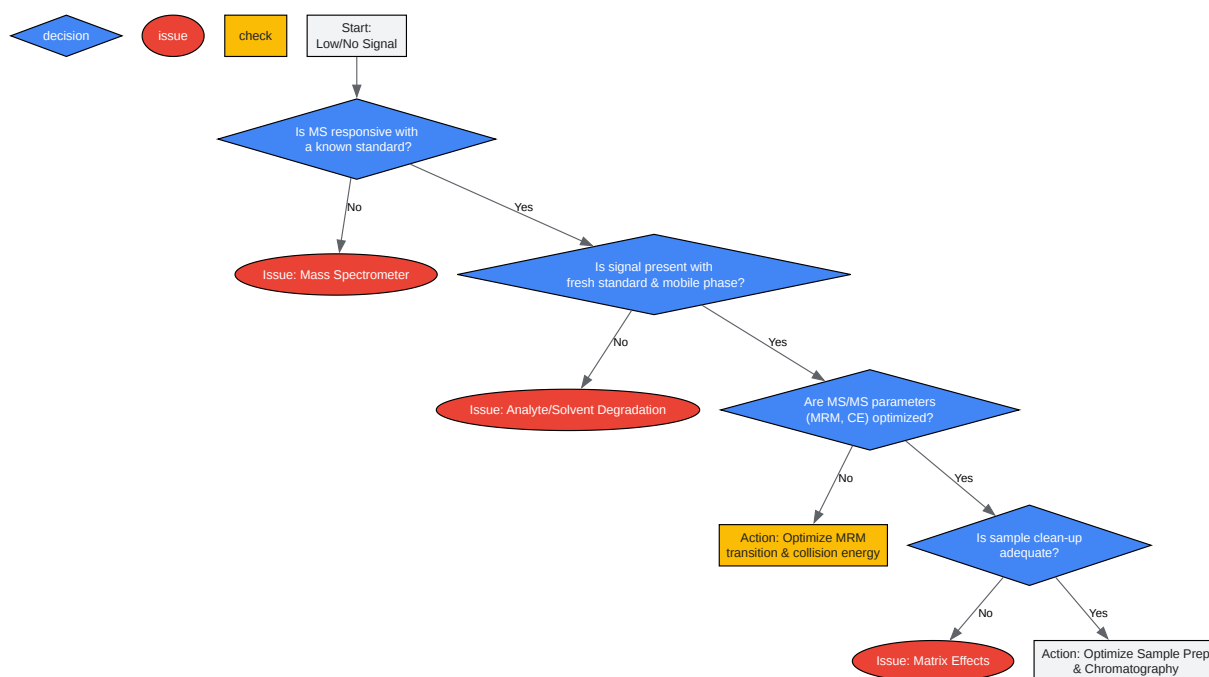 decision
issue
check
Start:
Low/No Signal
Is MS responsive with
a known standard?
No
Yes
Issue: Mass Spectrometer
Is signal present with
fresh standard & mobile phase?
No
Yes
Issue: Analyte/Solvent Degradation
Are MS/MS parameters
(MRM, CE) optimized?
No
Yes
Action: Optimize MRM
transition & collision energy
Is sample clean-up
adequate?
No
Yes
Issue: Matrix Effects
Action: Optimize Sample Prep
& Chromatography